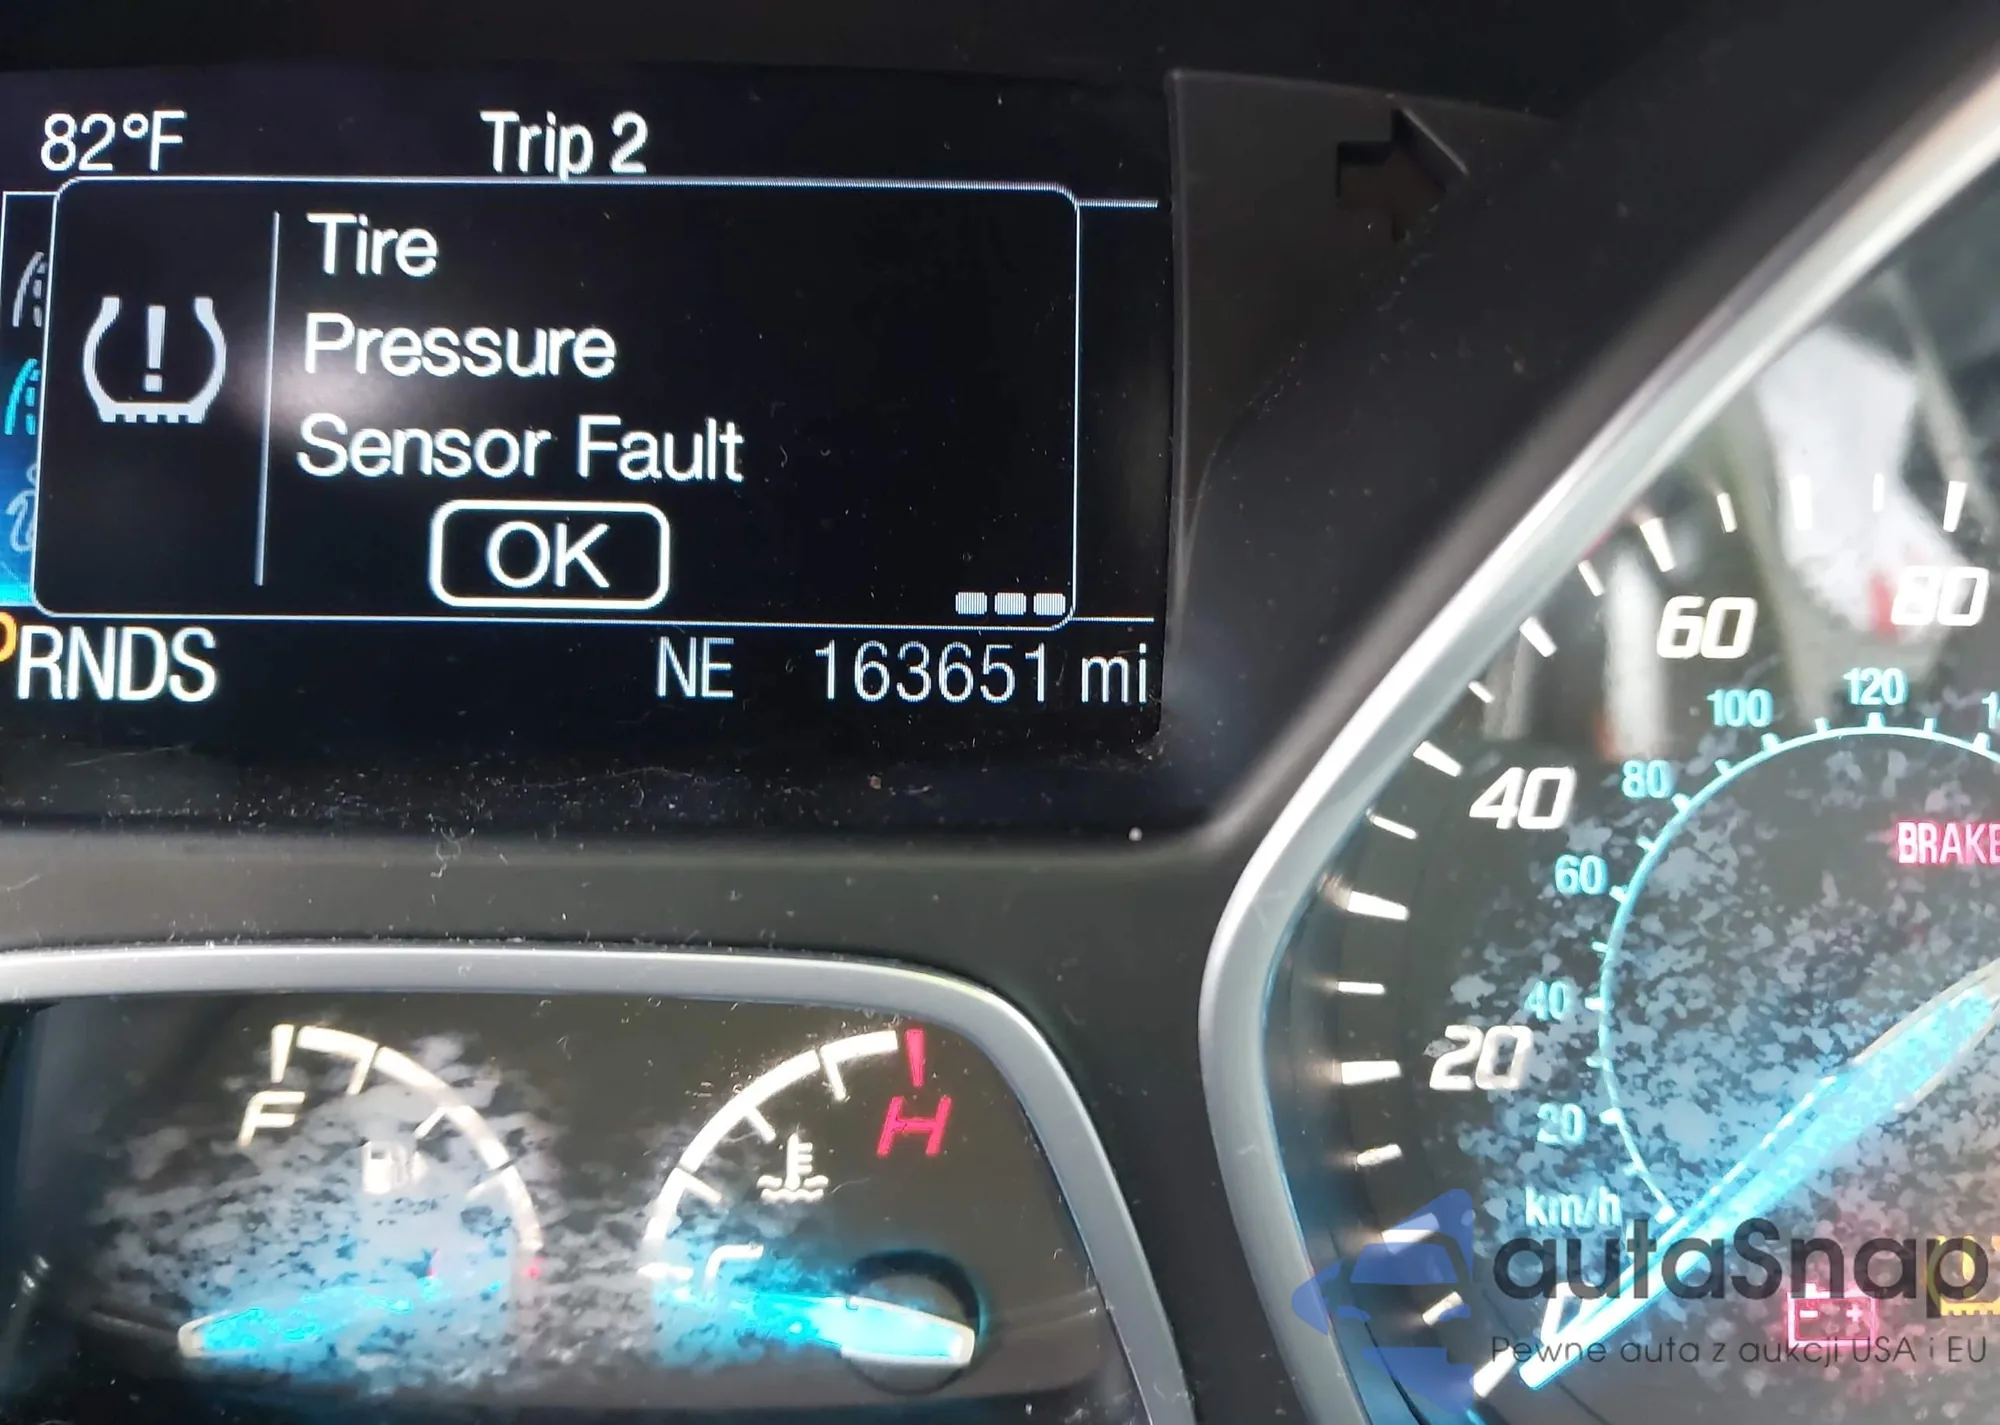 82°F
Trip 2
Tire
Pressure
Sensor Fault
OK
PRNDS
NE
163651 mi
60
80
100
120
80
40
60
BRAKE
40
20
20
km/h
0
F
H
C
autaSnap
Pewne auta z aukcji USA i EU